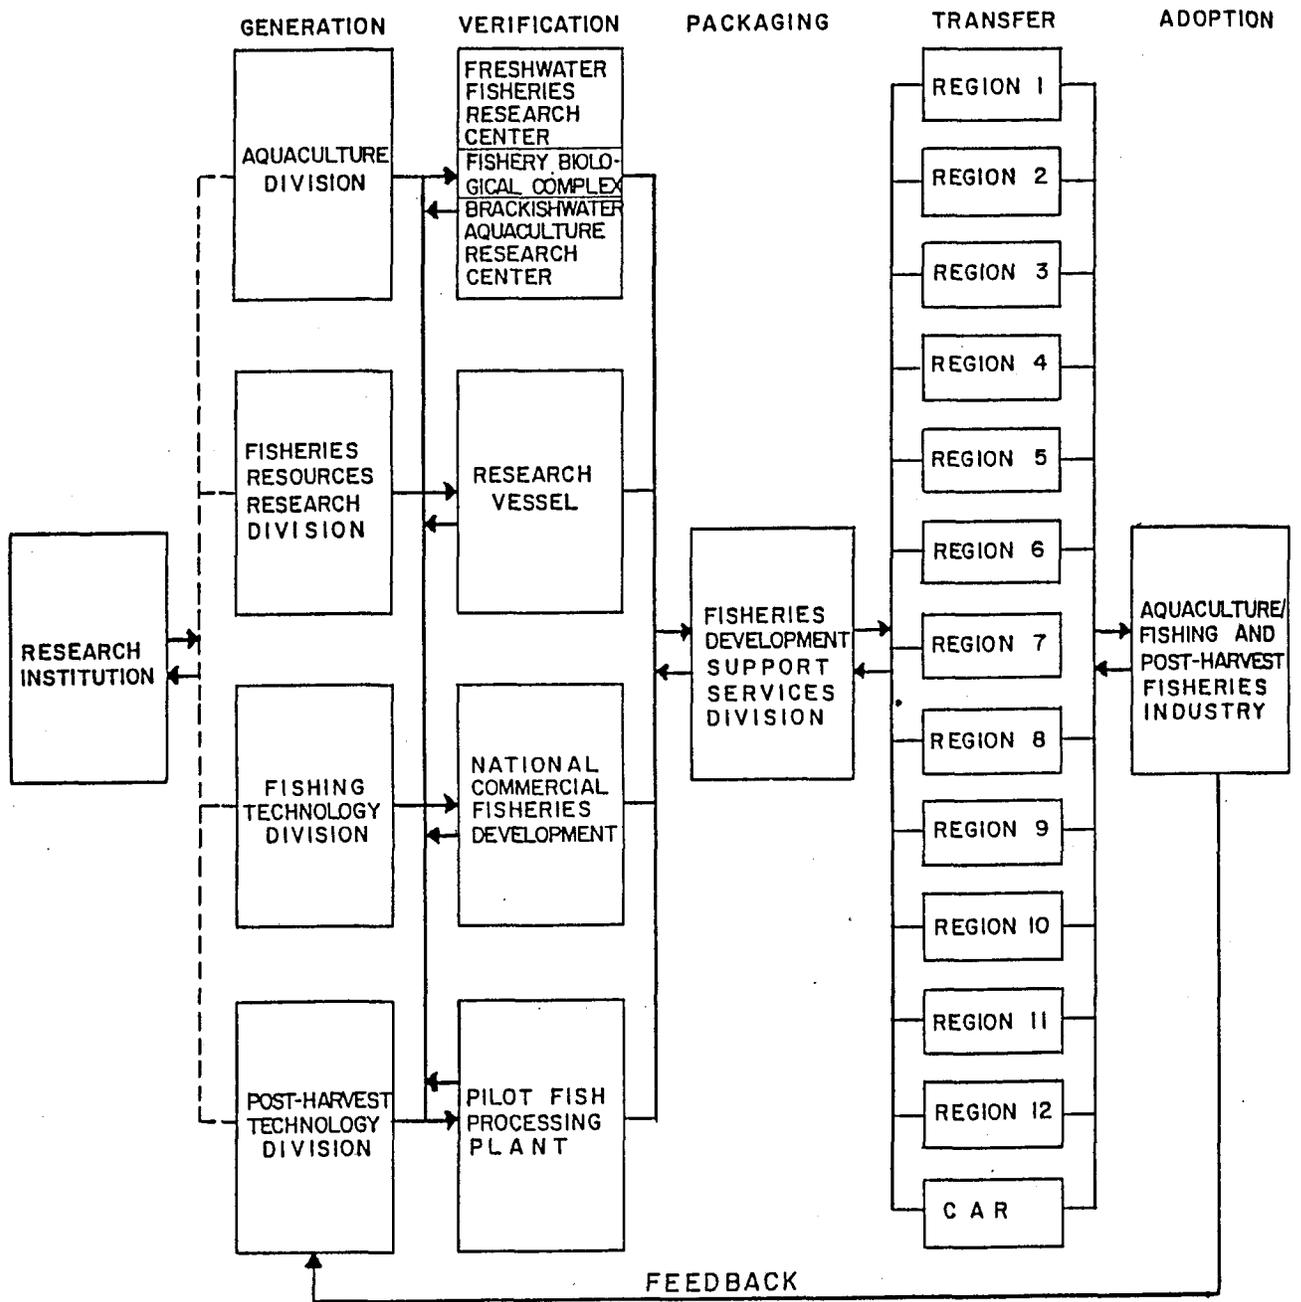 GENERATION
VERIFICATION
PACKAGING
TRANSFER
ADOPTION
RESEARCH
INSTITUTION
AQUACULTURE
DIVISION
FISHERIES
RESOURCES
RESEARCH
DIVISION
FISHING
TECHNOLOGY
DIVISION
POST-HARVEST
TECHNOLOGY
DIVISION
FRESHWATER
FISHERIES
RESEARCH
CENTER
FISHERY BIOLO-
GICAL COMPLEX
BRACKISHWATER
AQUACULTURE
RESEARCH
CENTER
RESEARCH
VESSEL
NATIONAL
COMMERCIAL
FISHERIES
DEVELOPMENT
PILOT FISH
PROCESSING
PLANT
FISHERIES
DEVELOPMENT
SUPPORT
SERVICES
DIVISION
REGION 1
REGION 2
REGION 3
REGION 4
REGION 5
REGION 6
REGION 7
REGION 8
REGION 9
REGION 10
REGION 11
REGION 12
CAR
AQUACULTURE/
FISHING AND
POST-HARVEST
FISHERIES
INDUSTRY
FEEDBACK